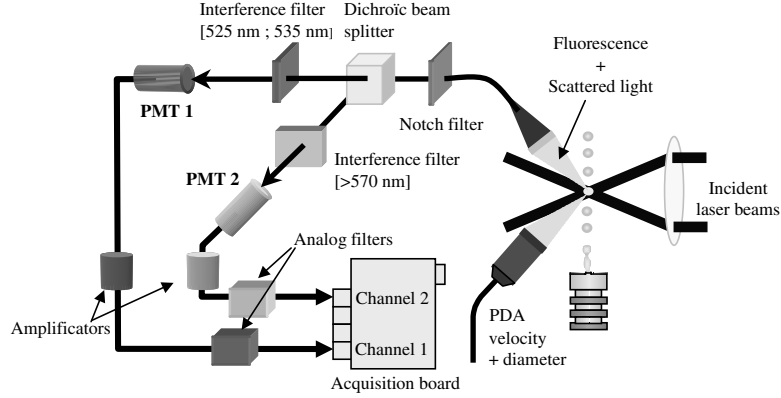 Interference filter
[525 nm ; 535 nm]
Dichroïc beam
splitter
Fluorescence
+
Scattered light
PMT 1
Notch filter
Interference filter
[>570 nm]
PMT 2
Incident
laser beams
Analog filters
Amplificators
Channel 2
Channel 1
Acquisition board
PDA
velocity
+ diameter